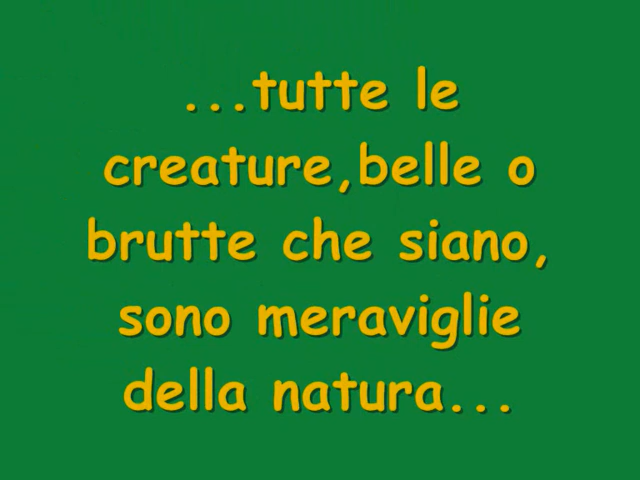 ...tutte le
creature,belle o
brutte che siano,
sono meraviglie
della natura...